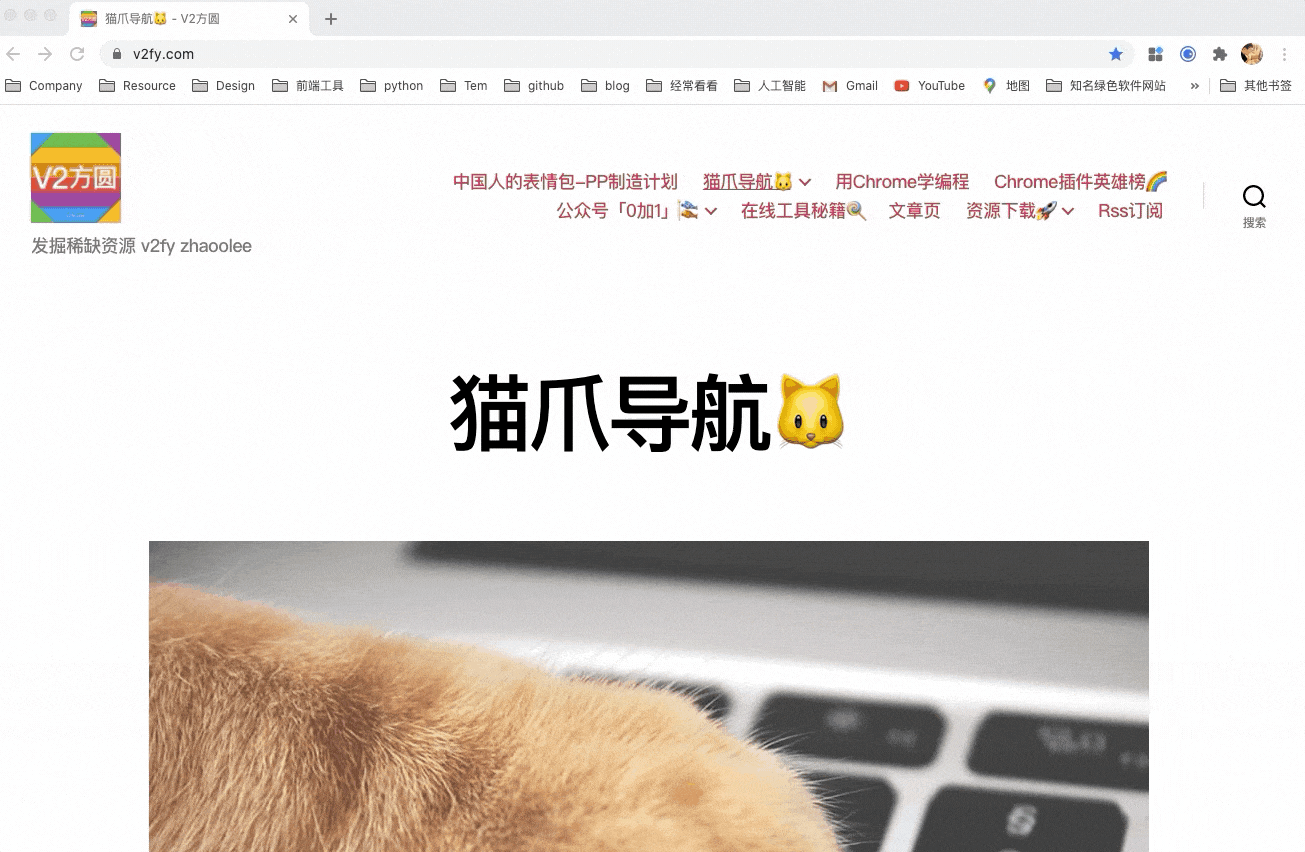 猫爪导航🐱 - V2方圆
v2fy.com
Company Resource Design 前端工具 python Tem github blog 经常看看 人工智能 Gmail YouTube 地图 知名绿色软件网站 » 其他书签
V2方圆
发掘稀缺资源 v2fy zhaoolee
中国人的表情包–PP制造计划 猫爪导航🐱 用Chrome学编程 Chrome插件英雄榜🌈
公众号「0加1」🎏 在线工具秘籍🍭 文章页 资源下载🚀 Rss订阅
搜索
猫爪导航🐱